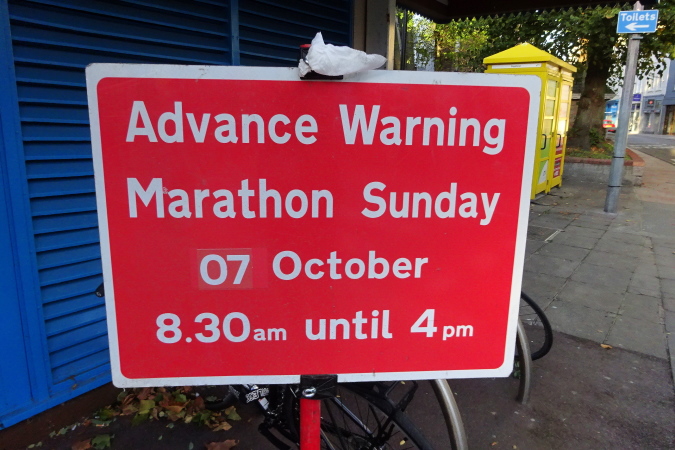 Toilets
Advance Warning
Marathon Sunday
07 October
8.30am until 4pm